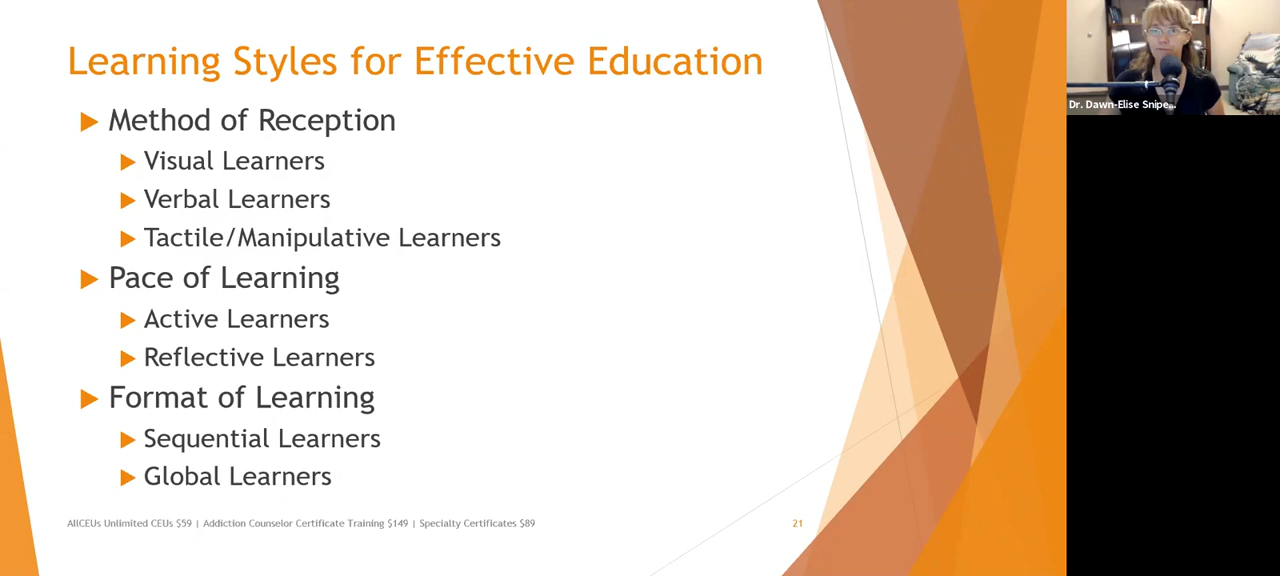 Learning Styles for Effective Education
Method of Reception
Visual Learners
Verbal Learners
Tactile/Manipulative Learners
Pace of Learning
Active Learners
Reflective Learners
Format of Learning
Sequential Learners
Global Learners
AllCEUs Unlimited CEUs $59 | Addiction Counselor Certificate Training $149 | Specialty Certificates $89
21
Dr. Dawn-Elise Snipe...